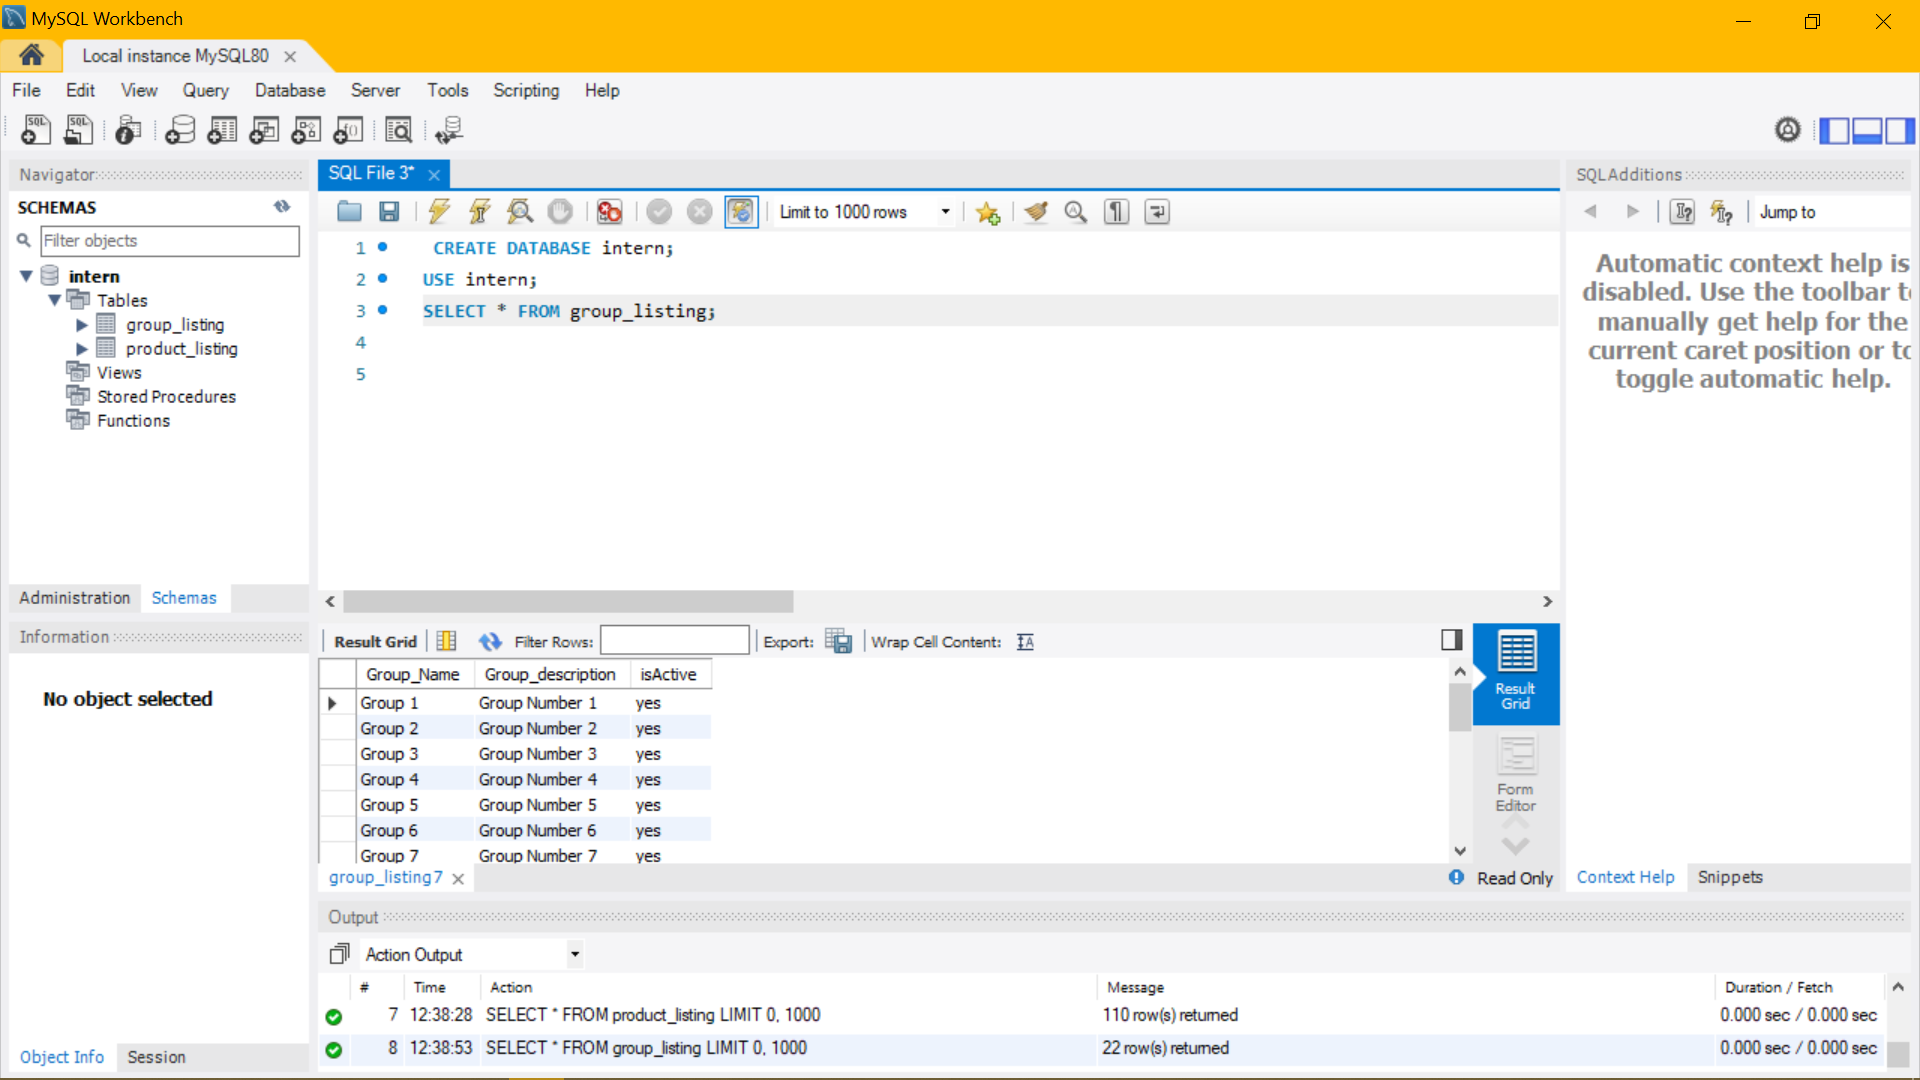 MySQL Workbench
Local instance MySQL80
File Edit View Query Database Server Tools Scripting Help
Navigator
SCHEMAS
Filter objects
intern
Tables
group_listing
product_listing
Views
Stored Procedures
Functions
Administration Schemas
Information
No object selected
Object Info Session
SQL File 3*
Limit to 1000 rows
1 CREATE DATABASE intern;
2 USE intern;
3 SELECT * FROM group_listing;
4
5
Result Grid Filter Rows: Export: Wrap Cell Content:
Group_Name Group_description isActive
Group 1 Group Number 1 yes
Group 2 Group Number 2 yes
Group 3 Group Number 3 yes
Group 4 Group Number 4 yes
Group 5 Group Number 5 yes
Group 6 Group Number 6 yes
Group 7 Group Number 7 yes
Result
Grid
Form
Editor
group_listing7
Read Only
SQLAdditions
Jump to
Automatic context help is
disabled. Use the toolbar t
manually get help for the
current caret position or to
toggle automatic help.
Context Help Snippets
Output
Action Output
# Time Action Message Duration / Fetch
7 12:38:28 SELECT * FROM product_listing LIMIT 0, 1000 110 row(s) returned 0.000 sec / 0.000 sec
8 12:38:53 SELECT * FROM group_listing LIMIT 0, 1000 22 row(s) returned 0.000 sec / 0.000 sec